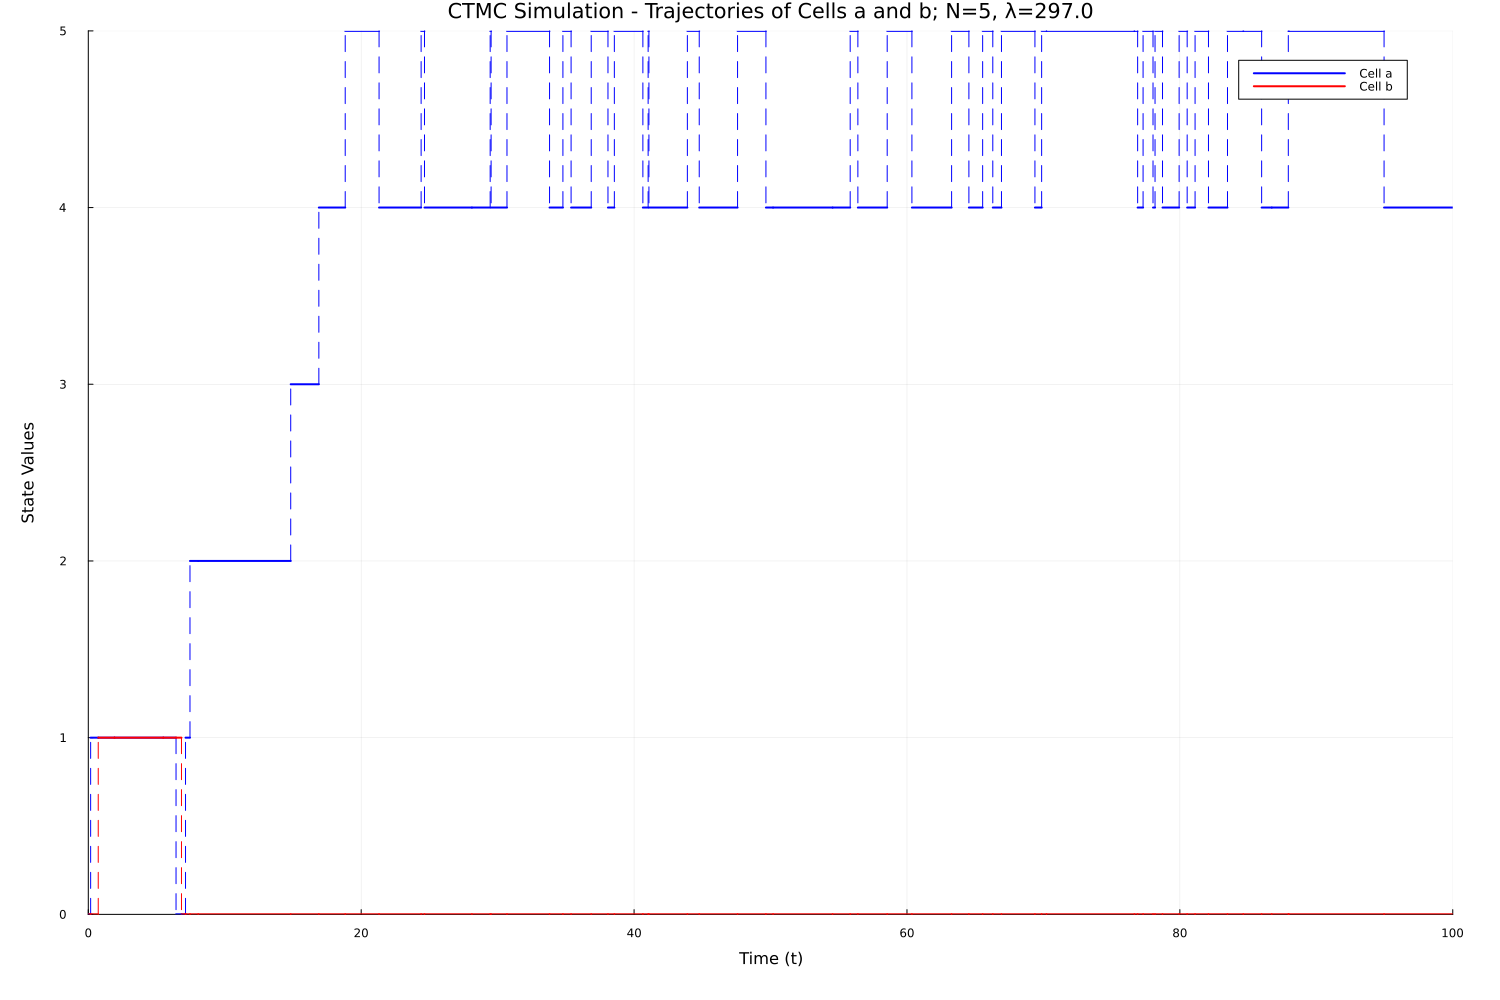 CTMC Simulation - Trajectories of Cells a and b; N=5, λ=297.0
5
Cell a
Cell b
4
3
State Values
2
1
0
0 20 40 60 80 100
Time (t)